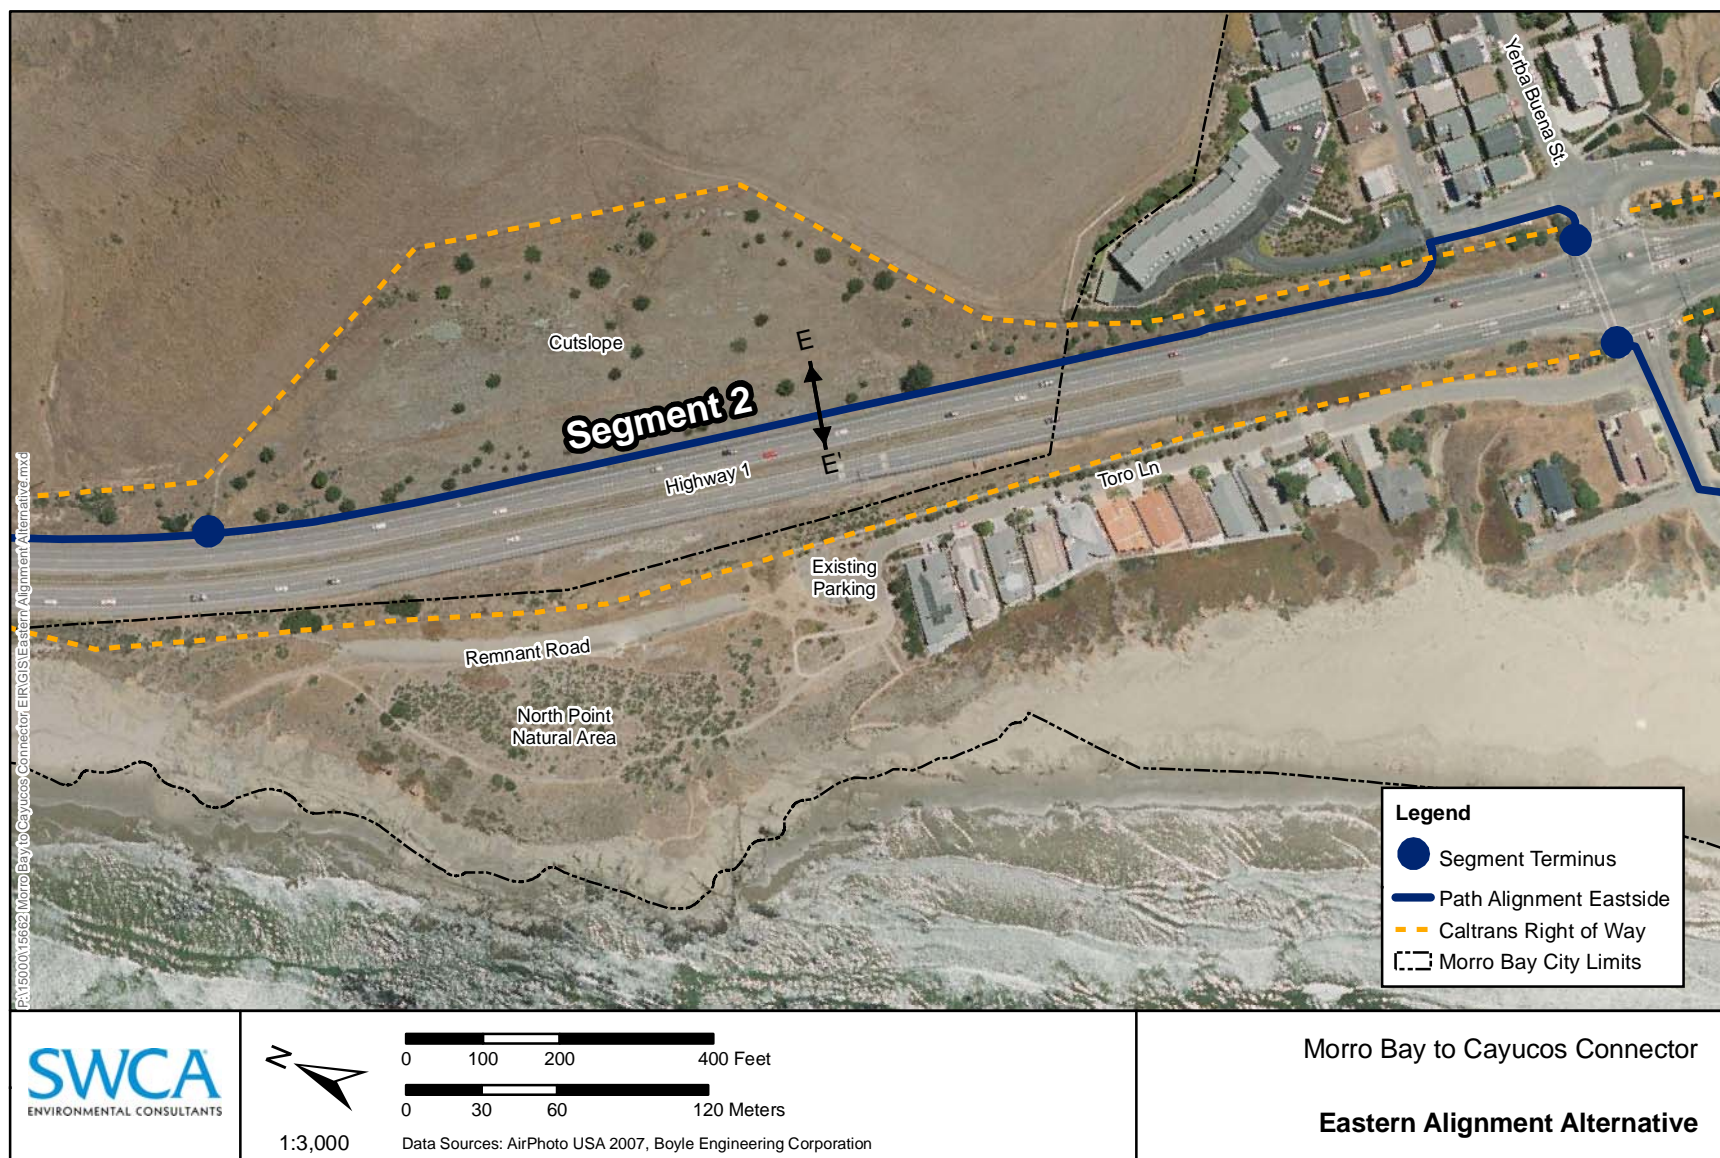 Yerba Buena St.
Cutslope
E
Segment 2
E'
Highway 1
Toro Ln
Existing
Parking
Remnant Road
North Point
Natural Area
P:\15000\15662 Morro Bay to Cayucos Connector EIR\GIS\Eastern Alignment Alternative.mxd
Legend
Segment Terminus
Path Alignment Eastside
Caltrans Right of Way
Morro Bay City Limits
SWCA
ENVIRONMENTAL CONSULTANTS
N
1:3,000
0 100 200 400 Feet
0 30 60 120 Meters
Data Sources: AirPhoto USA 2007, Boyle Engineering Corporation
Morro Bay to Cayucos Connector
Eastern Alignment Alternative